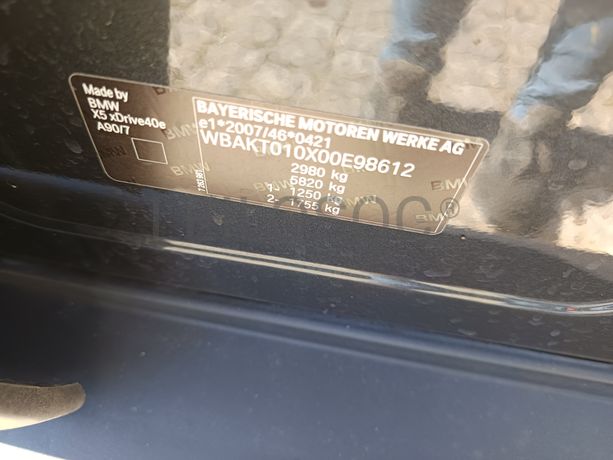 Made by
BMW
X5 xDrive40e
A90/7
BAYERISCHE MOTOREN WERKE AG
e1*2007/46*0421
WBAKT010X00E98612
2980 kg
5820 kg
1- 1250 kg
2- 1755 kg